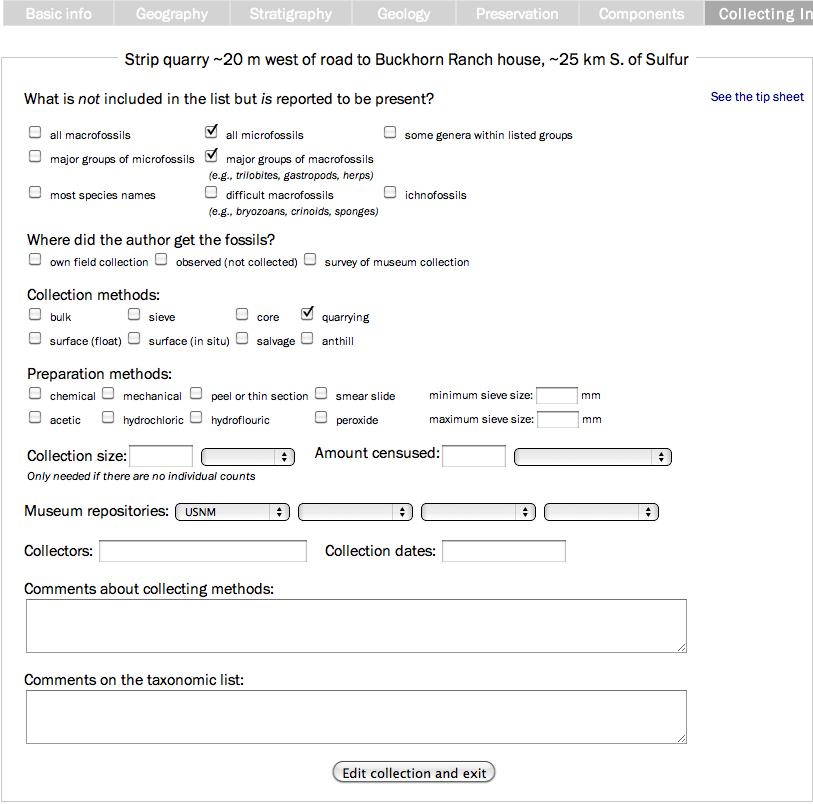 Basic info Geography Stratigraphy Geology Preservation Components Collecting In
Strip quarry ~20 m west of road to Buckhorn Ranch house, ~25 km S. of Sulfur
What is not included in the list but is reported to be present? See the tip sheet
all macrofossils all microfossils some genera within listed groups
major groups of microfossils major groups of macrofossils
(e.g., trilobites, gastropods, herps)
most species names difficult macrofossils ichnofossils
(e.g., bryozoans, crinoids, sponges)
Where did the author get the fossils?
own field collection observed (not collected) survey of museum collection
Collection methods:
bulk sieve core quarrying
surface (float) surface (in situ) salvage anthill
Preparation methods:
chemical mechanical peel or thin section smear slide minimum sieve size: mm
acetic hydrochloric hydroflouric peroxide maximum sieve size: mm
Collection size: Amount censused:
Only needed if there are no individual counts
Museum repositories: USNM
Collectors: Collection dates:
Comments about collecting methods:
Comments on the taxonomic list:
Edit collection and exit